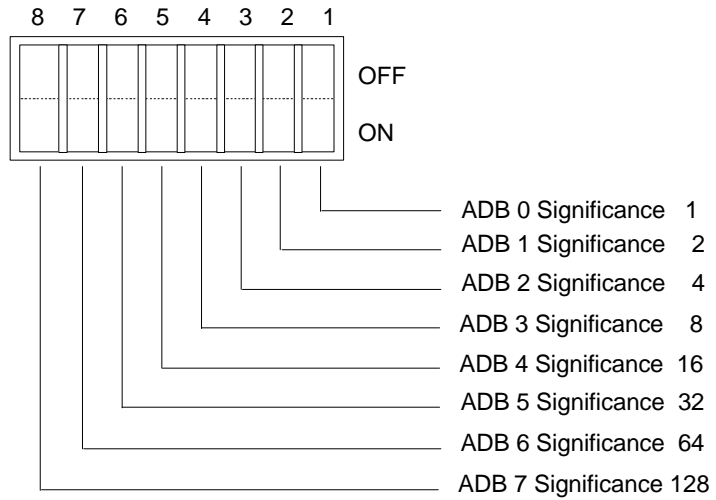 8 7 6 5 4 3 2 1
OFF
ON
ADB 0 Significance 1
ADB 1 Significance 2
ADB 2 Significance 4
ADB 3 Significance 8
ADB 4 Significance 16
ADB 5 Significance 32
ADB 6 Significance 64
ADB 7 Significance 128